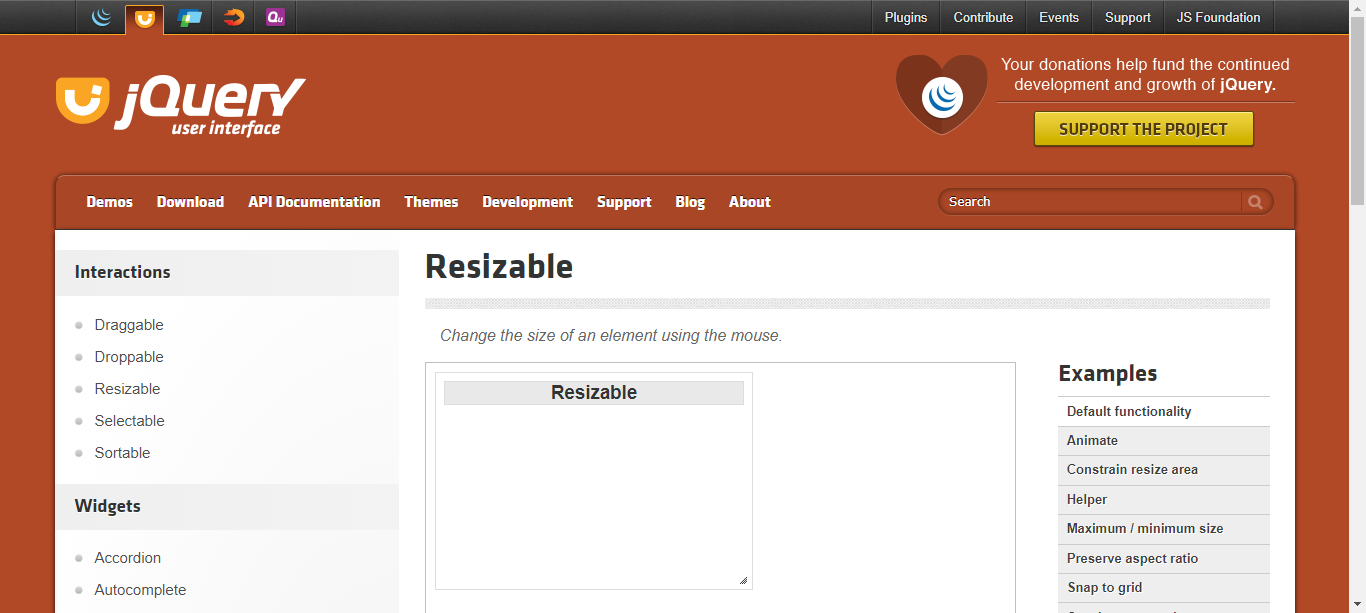 Qu
Plugins
Contribute
Events
Support
JS Foundation
jQuery
user interface
Your donations help fund the continued
development and growth of jQuery.
SUPPORT THE PROJECT
Demos
Download
API Documentation
Themes
Development
Support
Blog
About
Search
Interactions
Draggable
Droppable
Resizable
Selectable
Sortable
Widgets
Accordion
Autocomplete
Resizable
Change the size of an element using the mouse.
Resizable
Examples
Default functionality
Animate
Constrain resize area
Helper
Maximum / minimum size
Preserve aspect ratio
Snap to grid